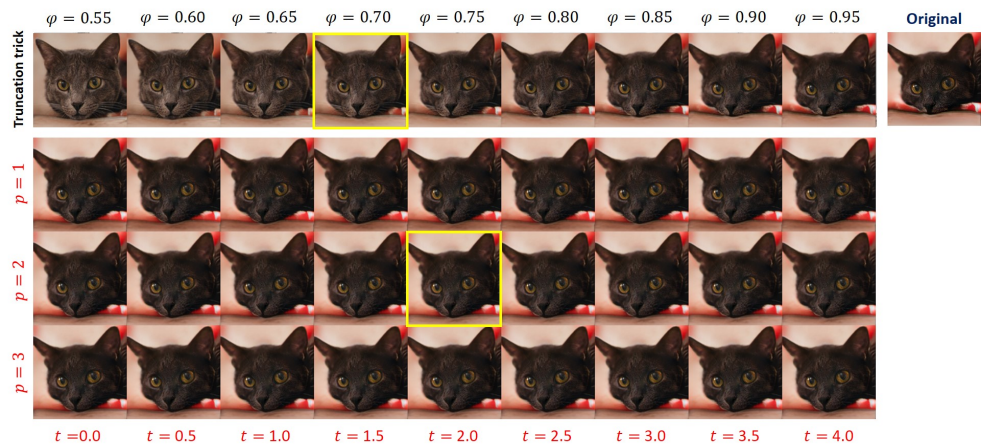 φ = 0.55 φ = 0.60 φ = 0.65 φ = 0.70 φ = 0.75 φ = 0.80 φ = 0.85 φ = 0.90 φ = 0.95 Original
Truncation trick
p = 1
p = 2
p = 3
t =0.0 t =0.5 t =1.0 t =1.5 t =2.0 t =2.5 t =3.0 t =3.5 t =4.0